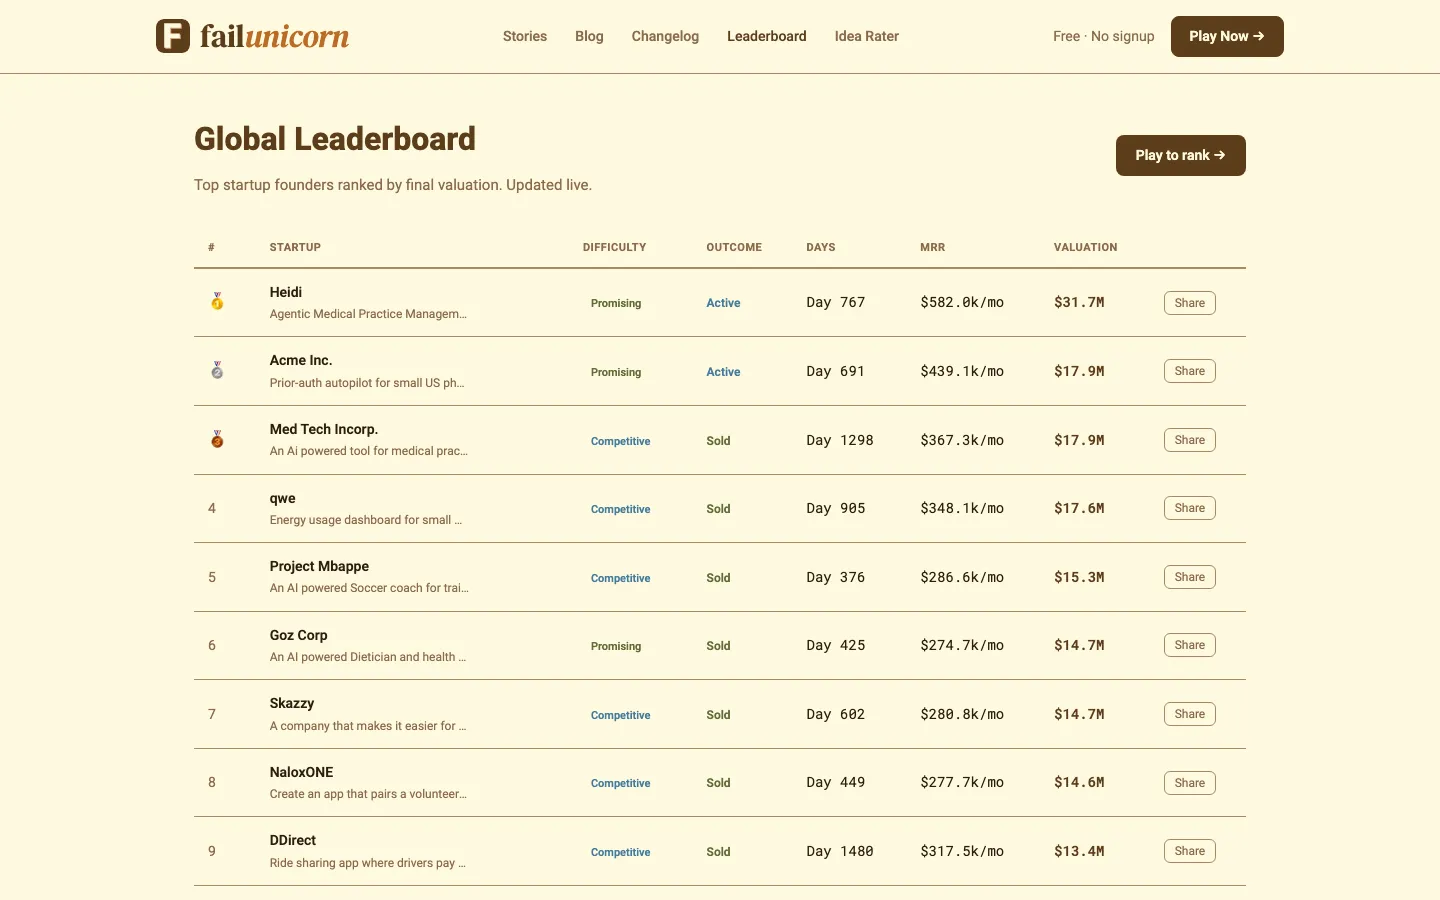 F failunicorn
Stories Blog Changelog Leaderboard Idea Rater
Free · No signup
Play Now →
Global Leaderboard
Top startup founders ranked by final valuation. Updated live.
Play to rank →
# STARTUP DIFFICULTY OUTCOME DAYS MRR VALUATION
1 Heidi Promising Active Day 767 $582.0k/mo $31.7M Share
Agentic Medical Practice Managem...
2 Acme Inc. Promising Active Day 691 $439.1k/mo $17.9M Share
Prior-auth autopilot for small US ph...
3 Med Tech Incorp. Competitive Sold Day 1298 $367.3k/mo $17.9M Share
An Ai powered tool for medical prac...
4 qwe Competitive Sold Day 905 $348.1k/mo $17.6M Share
Energy usage dashboard for small ...
5 Project Mbappe Competitive Sold Day 376 $286.6k/mo $15.3M Share
An AI powered Soccer coach for trai...
6 Goz Corp Promising Sold Day 425 $274.7k/mo $14.7M Share
An AI powered Dietician and health ...
7 Skazzy Competitive Sold Day 602 $280.8k/mo $14.7M Share
A company that makes it easier for ...
8 NaloxONE Competitive Sold Day 449 $277.7k/mo $14.6M Share
Create an app that pairs a volunteer...
9 DDirect Competitive Sold Day 1480 $317.5k/mo $13.4M Share
Ride sharing app where drivers pay ...